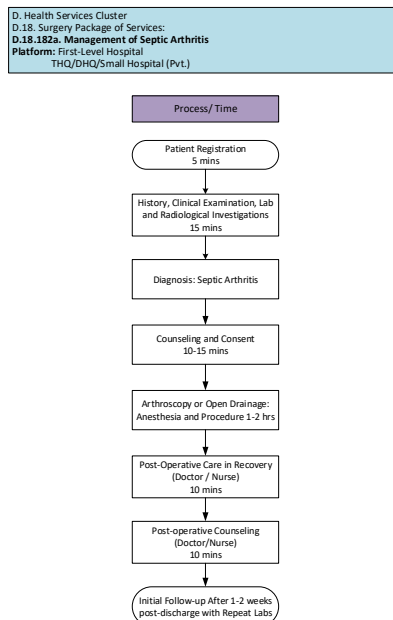 D. Health Services Cluster
D.18. Surgery Package of Services:
D.18.182a. Management of Septic Arthritis
Platform: First-Level Hospital
THQ/DHQ/Small Hospital (Pvt.)
Process/ Time
Patient Registration
5 mins
History, Clinical Examination, Lab
and Radiological Investigations
15 mins
Diagnosis: Septic Arthritis
Counseling and Consent
10-15 mins
Arthroscopy or Open Drainage:
Anesthesia and Procedure 1-2 hrs
Post-Operative Care in Recovery
(Doctor / Nurse)
10 mins
Post-operative Counseling
(Doctor/Nurse)
10 mins
Initial Follow-up After 1-2 weeks
post-discharge with Repeat Labs